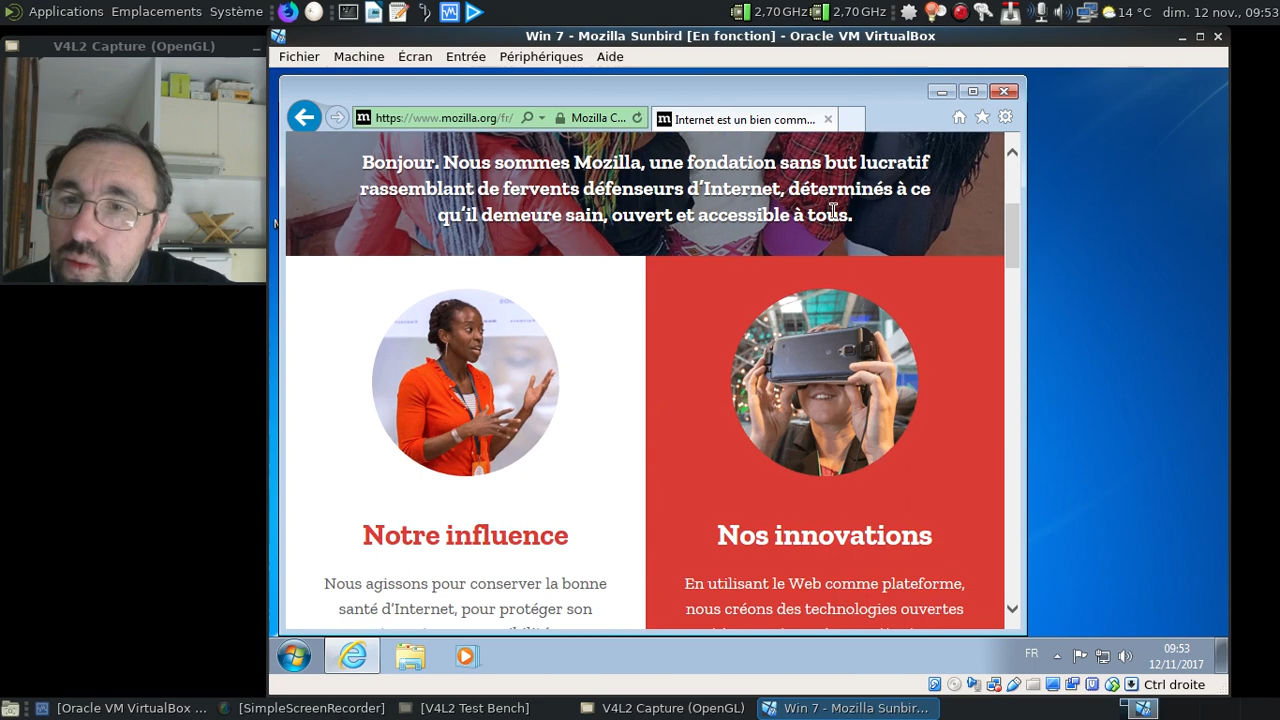 Applications Emplacements Système
2,70 GHz 2,70 GHz 14 °C dim. 12 nov., 09:53
V4L2 Capture (OpenGL)
Win 7 - Mozilla Sunbird [En fonction] - Oracle VM VirtualBox
Fichier Machine Écran Entrée Périphériques Aide
https://www.mozilla.org/fr/ Mozilla C... Internet est un bien comm...
Bonjour. Nous sommes Mozilla, une fondation sans but lucratif
rassemblant de fervents défenseurs d'Internet, déterminés à ce
qu'il demeure sain, ouvert et accessible à tous.
Notre influence
Nous agissons pour conserver la bonne
santé d'Internet, pour protéger son
Nos innovations
En utilisant le Web comme plateforme,
nous créons des technologies ouvertes
FR
09:53
12/11/2017
Ctrl droite
[Oracle VM VirtualBox ... [SimpleScreenRecorder] [V4L2 Test Bench] V4L2 Capture (OpenGL) Win 7 - Mozilla Sunbir...